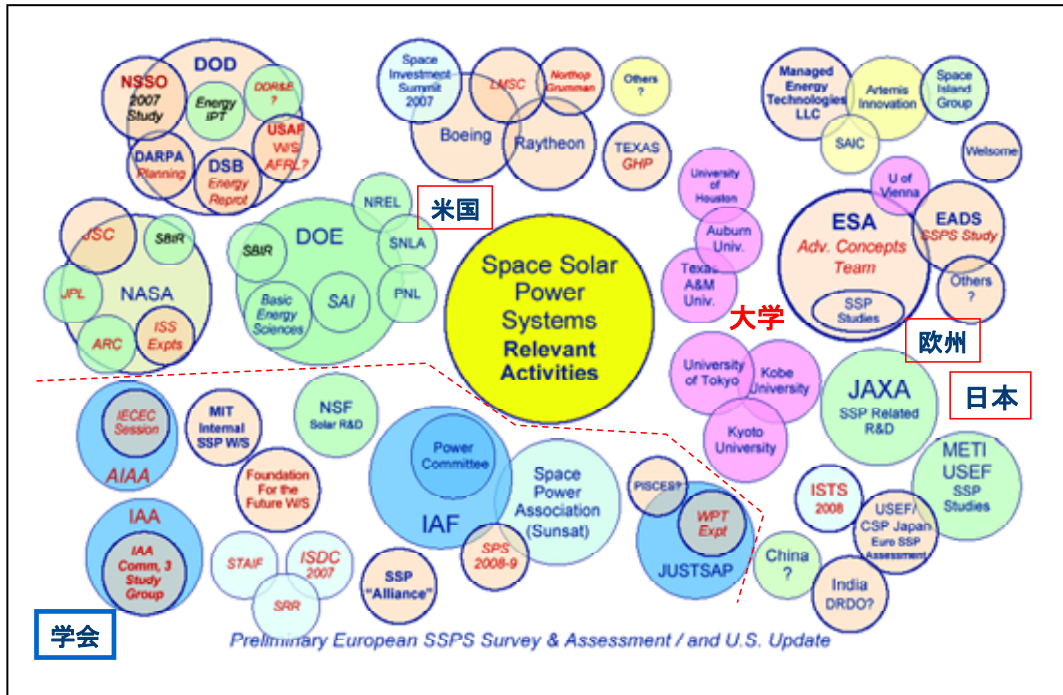 NSSO
2007
Study
DOD
Energy
IPT
DDR&E
?
USAF
W/S
AFRL?
DARPA
Planning
DSB
Energy
Reprot
Space
Investment
Summit
2007
LMSC
Northop
Grumman
Others
?
Boeing
Raytheon
TEXAS
GHP
Managed
Energy
Technologies
LLC
Artemis
Innovation
Space
Island
Group
SAIC
Welsome
University
of
Houston
Auburn
Univ.
Texas
A&M
Univ.
U of
Vienna
ESA
Adv. Concepts
Team
SSP
Studies
EADS
SSPS Study
Others
?
米国
JSC
SBIR
JPL
NASA
ARC
ISS
Expts
NREL
DOE
SBIR
SNLA
Basic
Energy
Sciences
SAI
PNL
Space Solar
Power
Systems
Relevant
Activities
大学
欧州
日本
University
of Tokyo
Kobe
University
Kyoto
University
JAXA
SSP Related
R&D
METI
USEF
SSP
Studies
IECEC
Session
AIAA
MIT
Internal
SSP W/S
NSF
Solar R&D
Foundation
For the
Future W/S
Power
Committee
IAF
Space
Power
Association
(Sunsat)
PISCES?
WPT
Expt
JUSTSAP
ISTS
2008
USEF/
CSP Japan
Euro SSP
Assessment
China
?
India
DRDO?
IAA
IAA
Comm, 3
Study
Group
STAIF
ISDC
2007
SRR
SSP
"Alliance"
SPS
2008-9
学会
Preliminary European SSPS Survey & Assessment / and U.S. Update